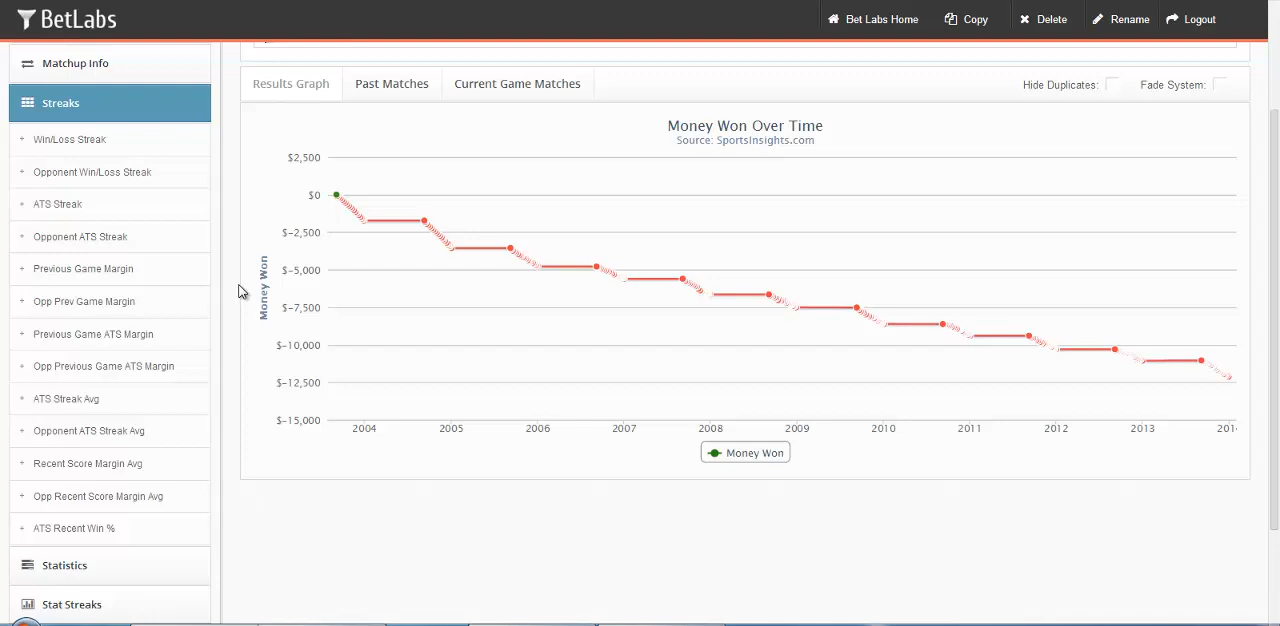 BetLabs
Bet Labs Home
Copy
Delete
Rename
Logout
Matchup Info
Streaks
Win/Loss Streak
Opponent Win/Loss Streak
ATS Streak
Opponent ATS Streak
Previous Game Margin
Opp Prev Game Margin
Previous Game ATS Margin
Opp Previous Game ATS Margin
ATS Streak Avg
Opponent ATS Streak Avg
Recent Score Margin Avg
Opp Recent Score Margin Avg
ATS Recent Win %
Statistics
Stat Streaks
Results Graph
Past Matches
Current Game Matches
Hide Duplicates:
Fade System:
Money Won Over Time
Source: SportsInsights.com
Money Won
$2,500
$0
$-2,500
$-5,000
$-7,500
$-10,000
$-12,500
$-15,000
2004 2005 2006 2007 2008 2009 2010 2011 2012 2013
Money Won